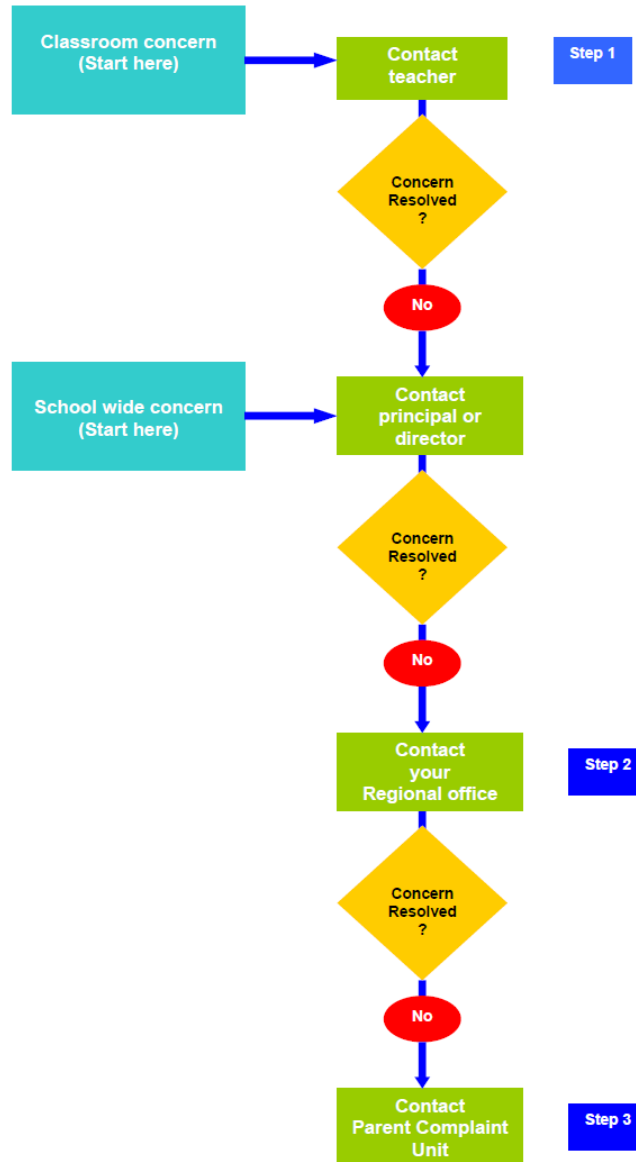 Classroom concern
(Start here)
Contact
teacher
Step 1
Concern
Resolved
?
No
School wide concern
(Start here)
Contact
principal or
director
Concern
Resolved
?
No
Contact
your
Regional office
Step 2
Concern
Resolved
?
No
Contact
Parent Complaint
Unit
Step 3